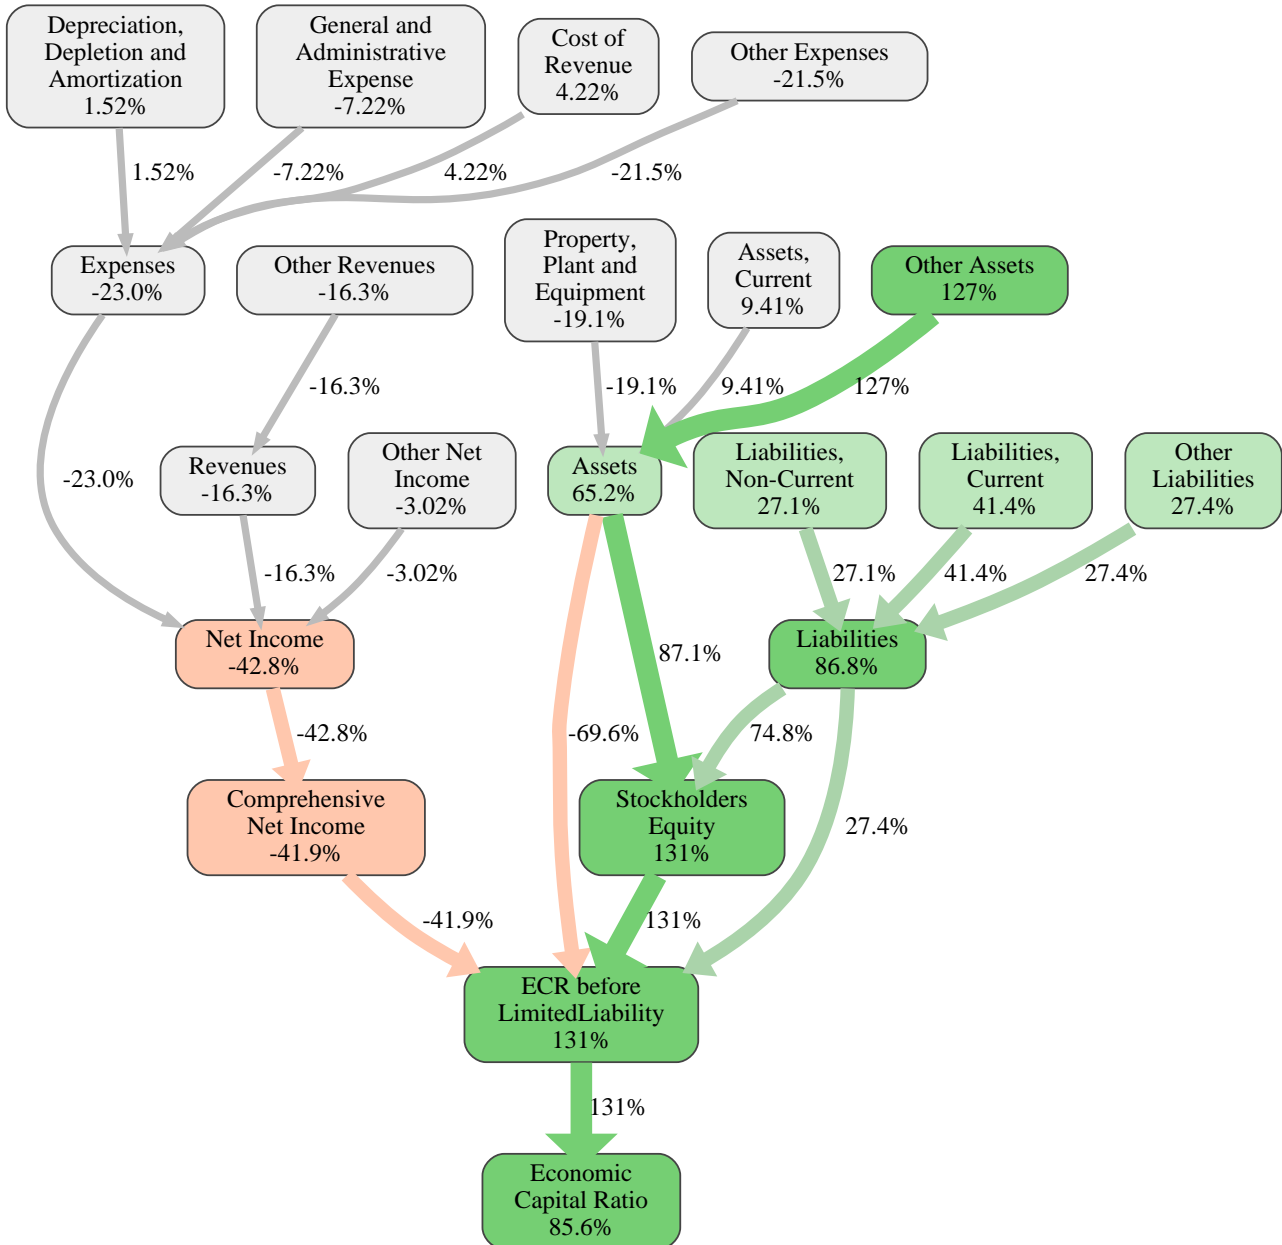 Depreciation,
Depletion and
Amortization
1.52%
General and
Administrative
Expense
-7.22%
Cost of
Revenue
4.22%
Other Expenses
-21.5%
1.52%
-7.22%
4.22%
-21.5%
Expenses
-23.0%
Other Revenues
-16.3%
Property,
Plant and
Equipment
-19.1%
Assets,
Current
9.41%
Other Assets
127%
-16.3%
-19.1%
9.41%
127%
-23.0%
Revenues
-16.3%
Other Net
Income
-3.02%
Assets
65.2%
Liabilities,
Non-Current
27.1%
Liabilities,
Current
41.4%
Other
Liabilities
27.4%
-16.3%
-3.02%
27.1%
41.4%
27.4%
Net Income
-42.8%
87.1%
Liabilities
86.8%
-42.8%
-69.6%
74.8%
Comprehensive
Net Income
-41.9%
Stockholders
Equity
131%
27.4%
-41.9%
131%
ECR before
LimitedLiability
131%
131%
Economic
Capital Ratio
85.6%